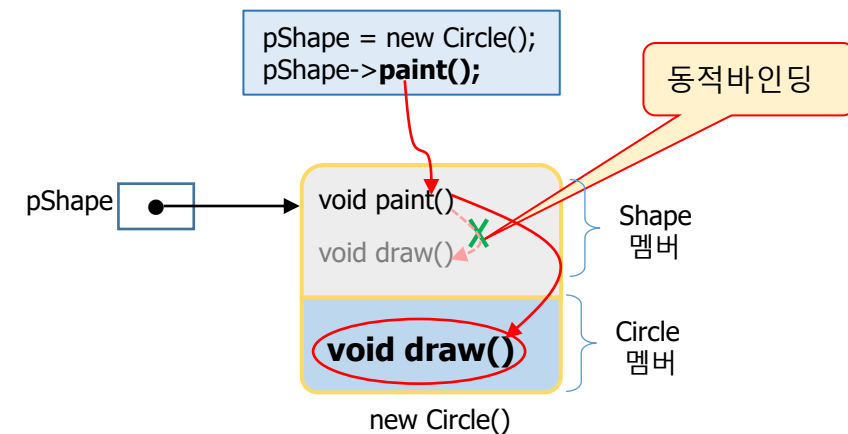 pShape = new Circle();
pShape->paint();
동적바인딩
pShape
void paint()
void draw()
Shape
멤버
void draw()
Circle
멤버
new Circle()